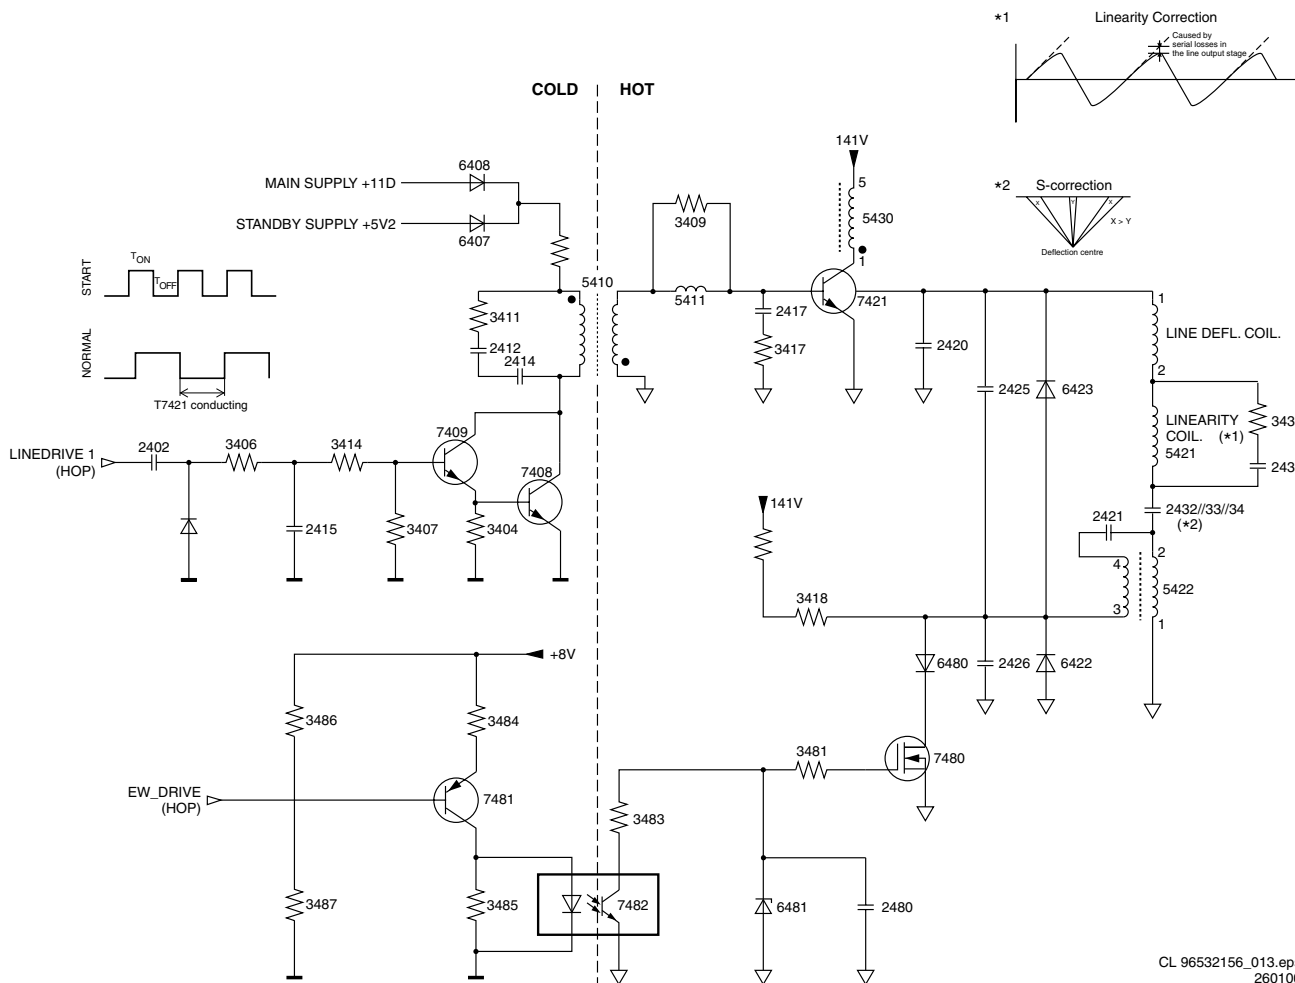 *1
Linearity Correction
Caused by
serial losses in
the line output stage
COLD
HOT
141V
6408
MAIN SUPPLY +11D
5
*2
S-correction
X
Y
X
X > Y
Deflection centre
3409
5430
STANDBY SUPPLY +5V2
6407
1
START
TON
TOFF
5410
5411
7421
2417
3411
2412
2414
3417
2420
1
LINE DEFL. COIL.
2
NORMAL
T7421 conducting
2425
6423
LINEARITY
COIL.
(*1)
5421
343
243
LINEDRIVE 1
(HOP)
2402
3406
3414
7409
7408
2415
3407
3404
141V
2432//33//34
(*2)
2421
2
4
5422
3
1
3418
6480
2426
6422
+8V
3486
3484
3481
7480
EW_DRIVE
(HOP)
7481
3483
3487
3485
7482
6481
2480
CL 96532156_013.ep
26010